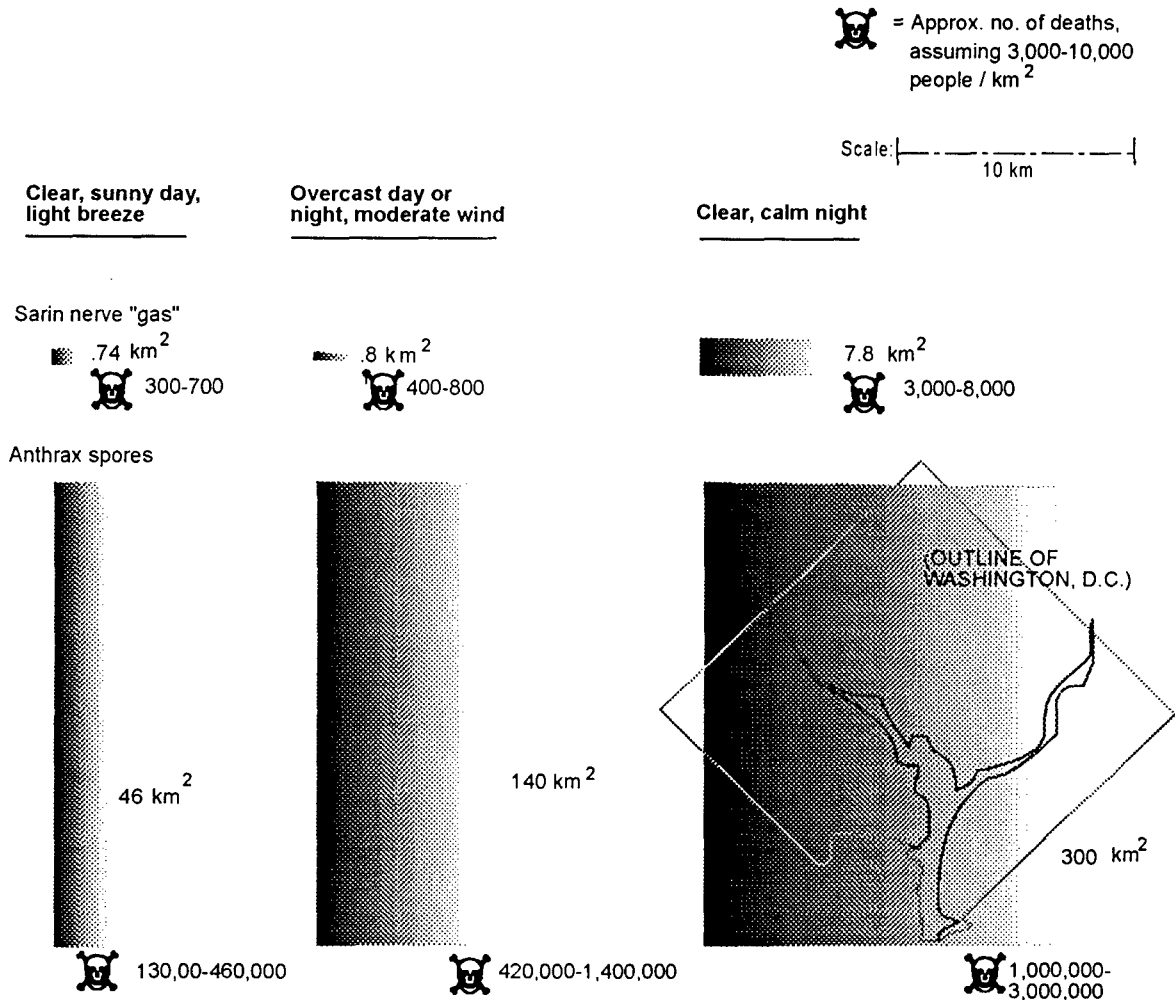 = Approx. no. of deaths,
assuming 3,000-10,000
people / km²
Scale:
10 km
Clear, sunny day,
light breeze
Overcast day or
night, moderate wind
Clear, calm night
Sarin nerve "gas"
.74 km²
300-700
.8 km²
400-800
7.8 km²
3,000-8,000
Anthrax spores
(OUTLINE OF
WASHINGTON, D.C.)
46 km²
140 km²
300 km²
130,00-460,000
420,000-1,400,000
1,000,000-
3,000,000